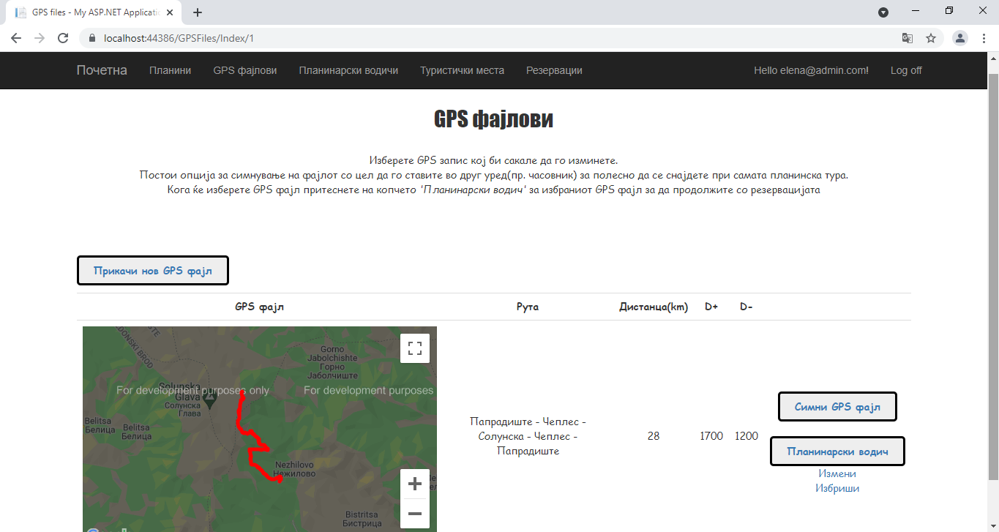 GPS files - My ASP.NET Applicatio
localhost:44386/GPSFiles/Index/1
Почетна Планини GPS фајлови Планинарски водичи Туристички места Резервации Hello elena@admin.com! Log off
GPS фајлови
Изберете GPS запис кој би сакале да го изминете.
Постои опција за симнување на фајлот со цел да го ставите во друг уред(пр. часовник) за полесно да се снајдете при самата планинска тура.
Кога ќе изберете GPS фајл притеснете на копчето 'Планинарски водич' за избраниот GPS фајл за да продолжите со резервацијата
Прикачи нов GPS фајл
GPS фајл Рута Дистанца(km) D+ D-
DONSKI BROD
Gorno
Jabolchishte
Горно
Јаболчиште
For development purposes only For development purposes
Solunska
Glava
Солунска
Глава
Belitsa
Белица
Belitsa
Белица
Nezhilovo
Нежилово
Bistritsa
Бистрица
Папрадиште - Чеплес -
Солунска - Чеплес -
Папрадиште
28 1700 1200
Симни GPS фајл
Планинарски водич
Измени
Избриши